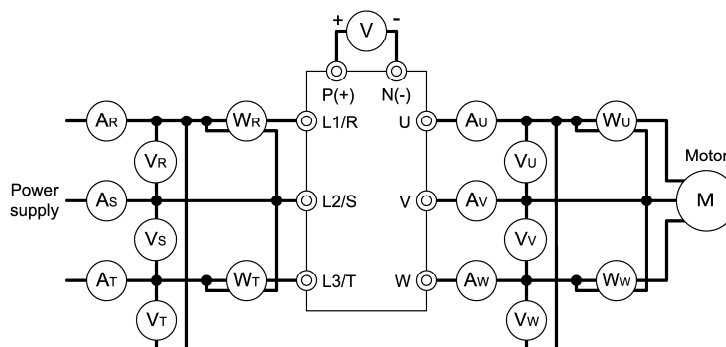 + V -
P(+) N(-)
AR WR L1/R U AU WU
Motor
VR VU
Power
supply
AS L2/S V AV M
VS VV
AT WT L3/T W AW WW
VT VW